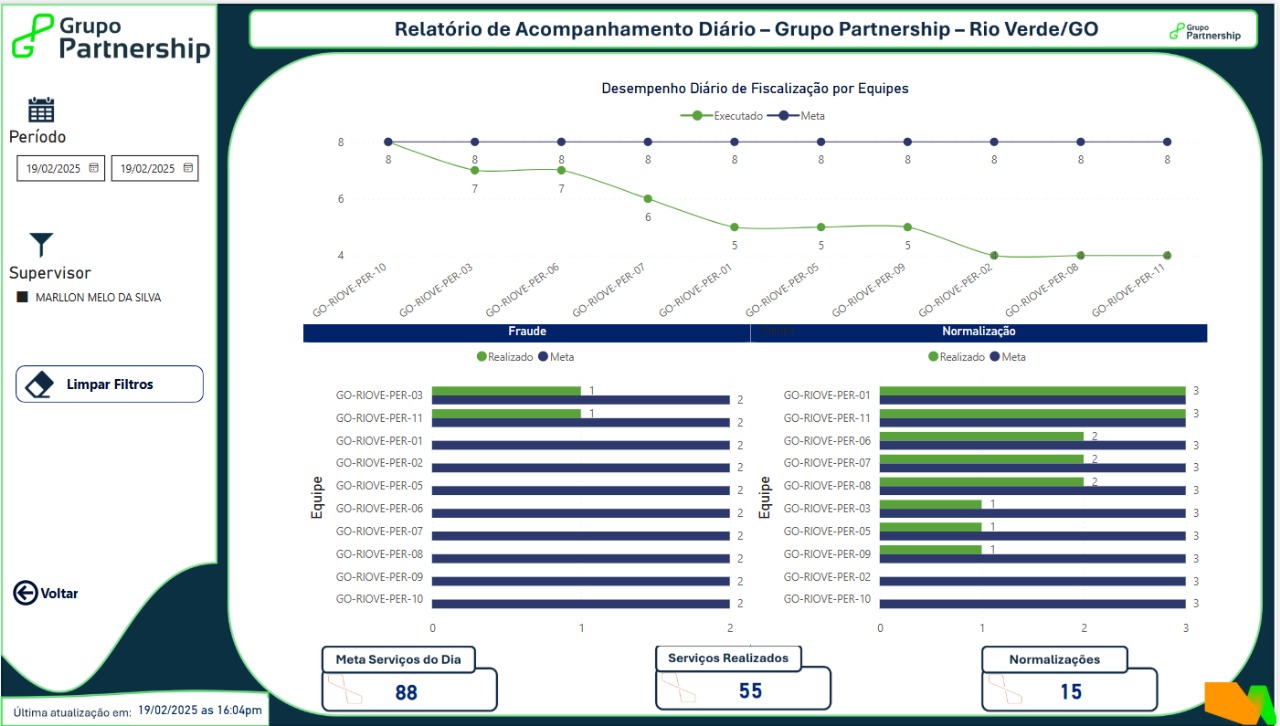 Grupo
Partnership
Relatório de Acompanhamento Diário – Grupo Partnership – Rio Verde/GO
Grupo
Partnership
Período
19/02/2025 19/02/2025
Supervisor
MARLLON MELO DA SILVA
Limpar Filtros
Voltar
Última atualização em: 19/02/2025 as 16:04pm
Desempenho Diário de Fiscalização por Equipes
Executado Meta
8
6
4
8 8 8 8 8 8 8 8 8 8
7 7 6 5 5 5 4
GO-RIOVE-PER-10 GO-RIOVE-PER-03 GO-RIOVE-PER-06 GO-RIOVE-PER-07 GO-RIOVE-PER-01 GO-RIOVE-PER-05 GO-RIOVE-PER-09 GO-RIOVE-PER-02 GO-RIOVE-PER-08 GO-RIOVE-PER-11
Fraude
Realizado Meta
Equipe
GO-RIOVE-PER-03 1 2
GO-RIOVE-PER-11 1 2
GO-RIOVE-PER-01 2
GO-RIOVE-PER-02 2
GO-RIOVE-PER-05 2
GO-RIOVE-PER-06 2
GO-RIOVE-PER-07 2
GO-RIOVE-PER-08 2
GO-RIOVE-PER-09 2
GO-RIOVE-PER-10 2
0 1 2
Normalização
Realizado Meta
Equipe
GO-RIOVE-PER-01 3
GO-RIOVE-PER-11 3
GO-RIOVE-PER-06 2 3
GO-RIOVE-PER-07 2 3
GO-RIOVE-PER-08 2 3
GO-RIOVE-PER-03 1 3
GO-RIOVE-PER-05 1 3
GO-RIOVE-PER-09 1 3
GO-RIOVE-PER-02 3
GO-RIOVE-PER-10 3
0 1 2 3
Meta Serviços do Dia
88
Serviços Realizados
55
Normalizações
15